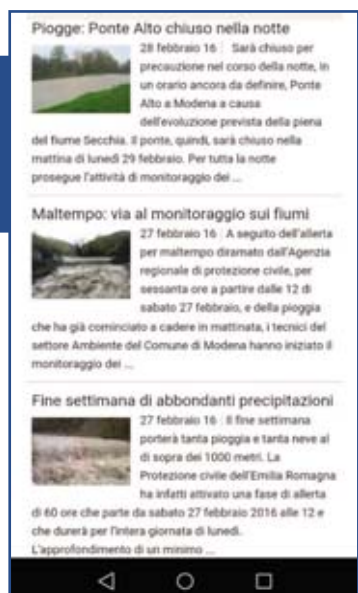 Piogge: Ponte Alto chiuso nella notte
28 febbraio 16 | Sarà chiuso per
precauzione nel corso della notte, in
un orario ancora da definire, Ponte
Alto a Modena a causa
dell'evoluzione prevista della piena
del fiume Secchia. Il ponte, quindi, sarà chiuso nella
mattina di lunedì 29 febbraio. Per tutta la notte
prosegue l'attività di monitoraggio dei ...
Maltempo: via al monitoraggio sui fiumi
27 febbraio 16 | A seguito dell'allerta
per maltempo diramato dall'Agenzia
regionale di protezione civile, per
sessanta ore a partire dalle 12 di
sabato 27 febbraio, e della pioggia
che ha già cominciato a cadere in mattinata, i tecnici del
settore Ambiente del Comune di Modena hanno iniziato il
monitoraggio dei ...
Fine settimana di abbondanti precipitazioni
27 febbraio 16 | Il fine settimana
porterà tanta pioggia e tanta neve al
di sopra dei 1000 metri. La
Protezione civile dell'Emilia Romagna
ha infatti attivato una fase di allerta
di 60 ore che parte da sabato 27 febbraio 2016 alle 12 e
che durerà per l'intera giornata di lunedì.
L'approfondimento di un minimo ...